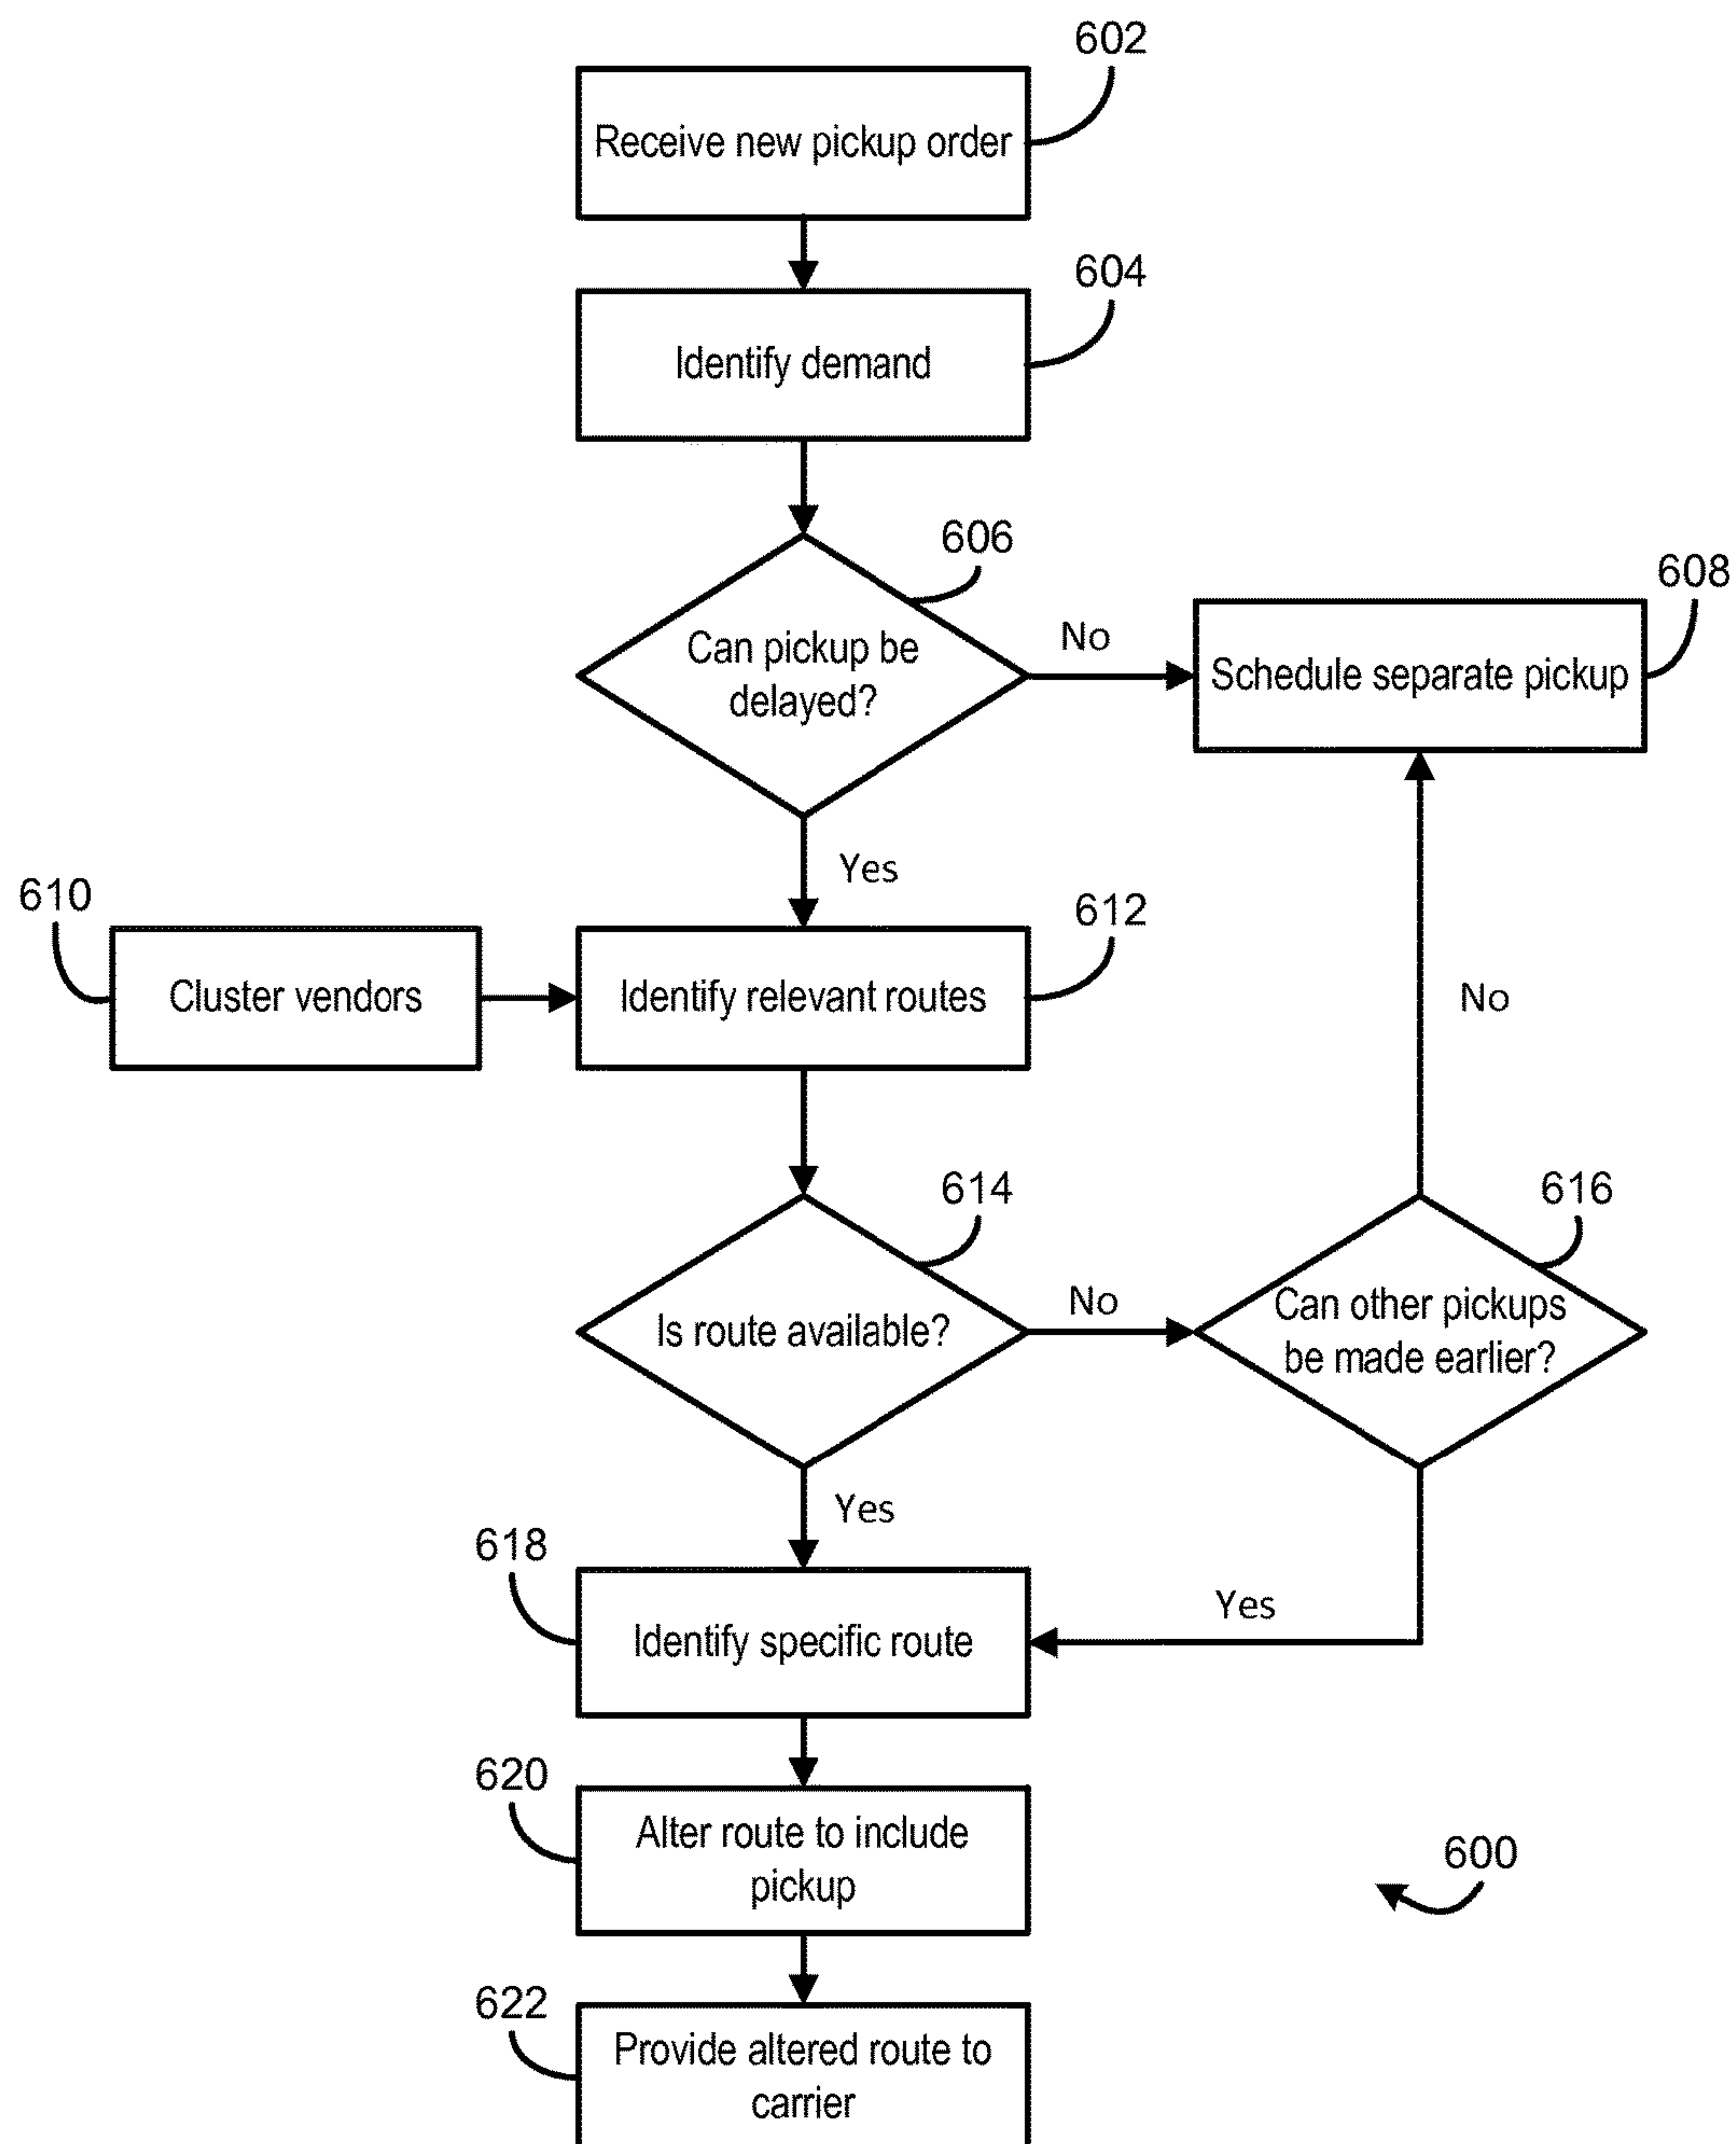 602
Receive new pickup order
604
Identify demand
606
Can pickup be
delayed?
No
608
Schedule separate pickup
Yes
610
Cluster vendors
612
Identify relevant routes
No
614
Is route available?
No
616
Can other pickups
be made earlier?
Yes
618
Identify specific route
Yes
620
Alter route to include
pickup
600
622
Provide altered route to
carrier